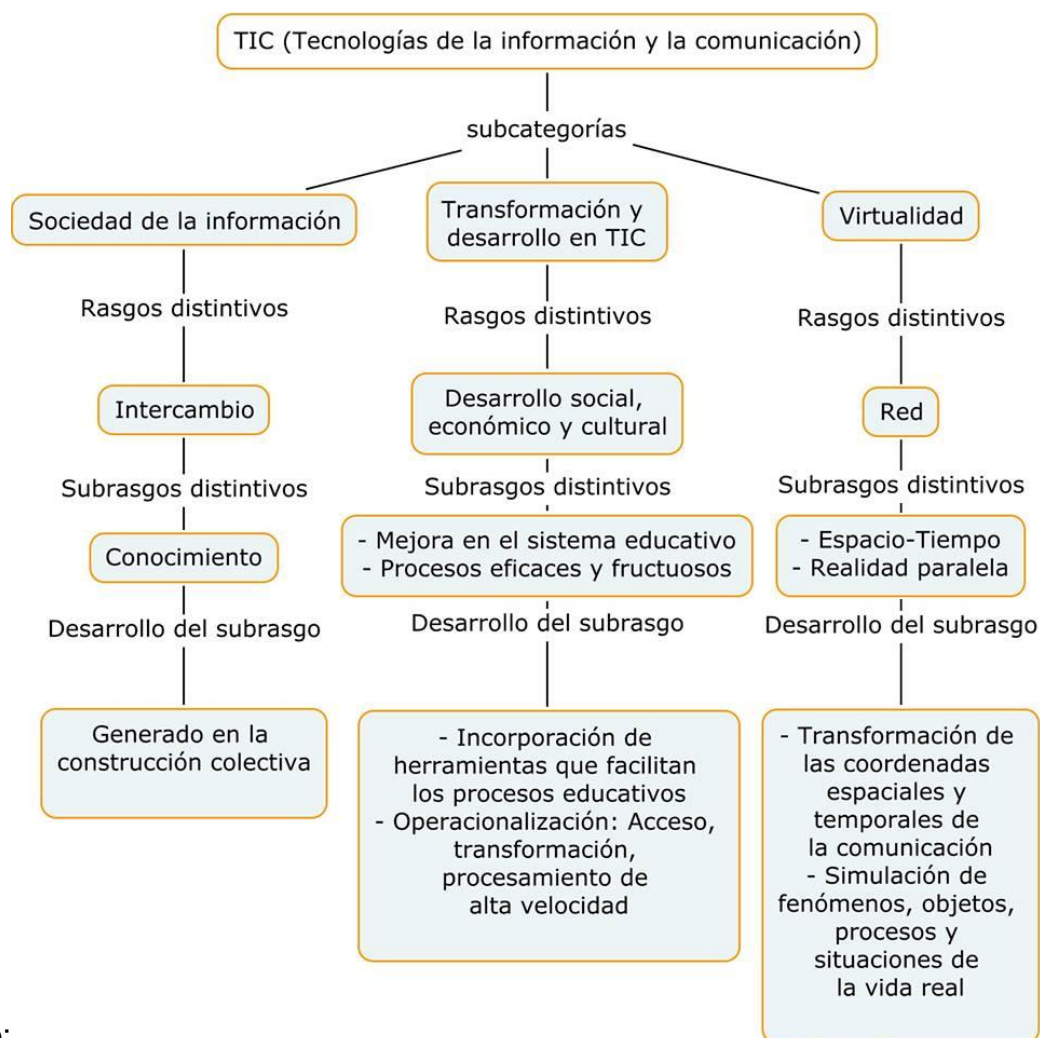 TIC (Tecnologías de la información y la comunicación)
subcategorías
Sociedad de la información
Rasgos distintivos
Intercambio
Subrasgos distintivos
Conocimiento
Desarrollo del subrasgo
Generado en la
construcción colectiva
Transformación y
desarrollo en TIC
Rasgos distintivos
Desarrollo social,
económico y cultural
Subrasgos distintivos
- Mejora en el sistema educativo
- Procesos eficaces y fructuosos
Desarrollo del subrasgo
- Incorporación de
herramientas que facilitan
los procesos educativos
- Operacionalización: Acceso,
transformación,
procesamiento de
alta velocidad
Virtualidad
Rasgos distintivos
Red
Subrasgos distintivos
- Espacio-Tiempo
- Realidad paralela
Desarrollo del subrasgo
- Transformación de
las coordenadas
espaciales y
temporales de
la comunicación
- Simulación de
fenómenos, objetos,
procesos y
situaciones de
la vida real